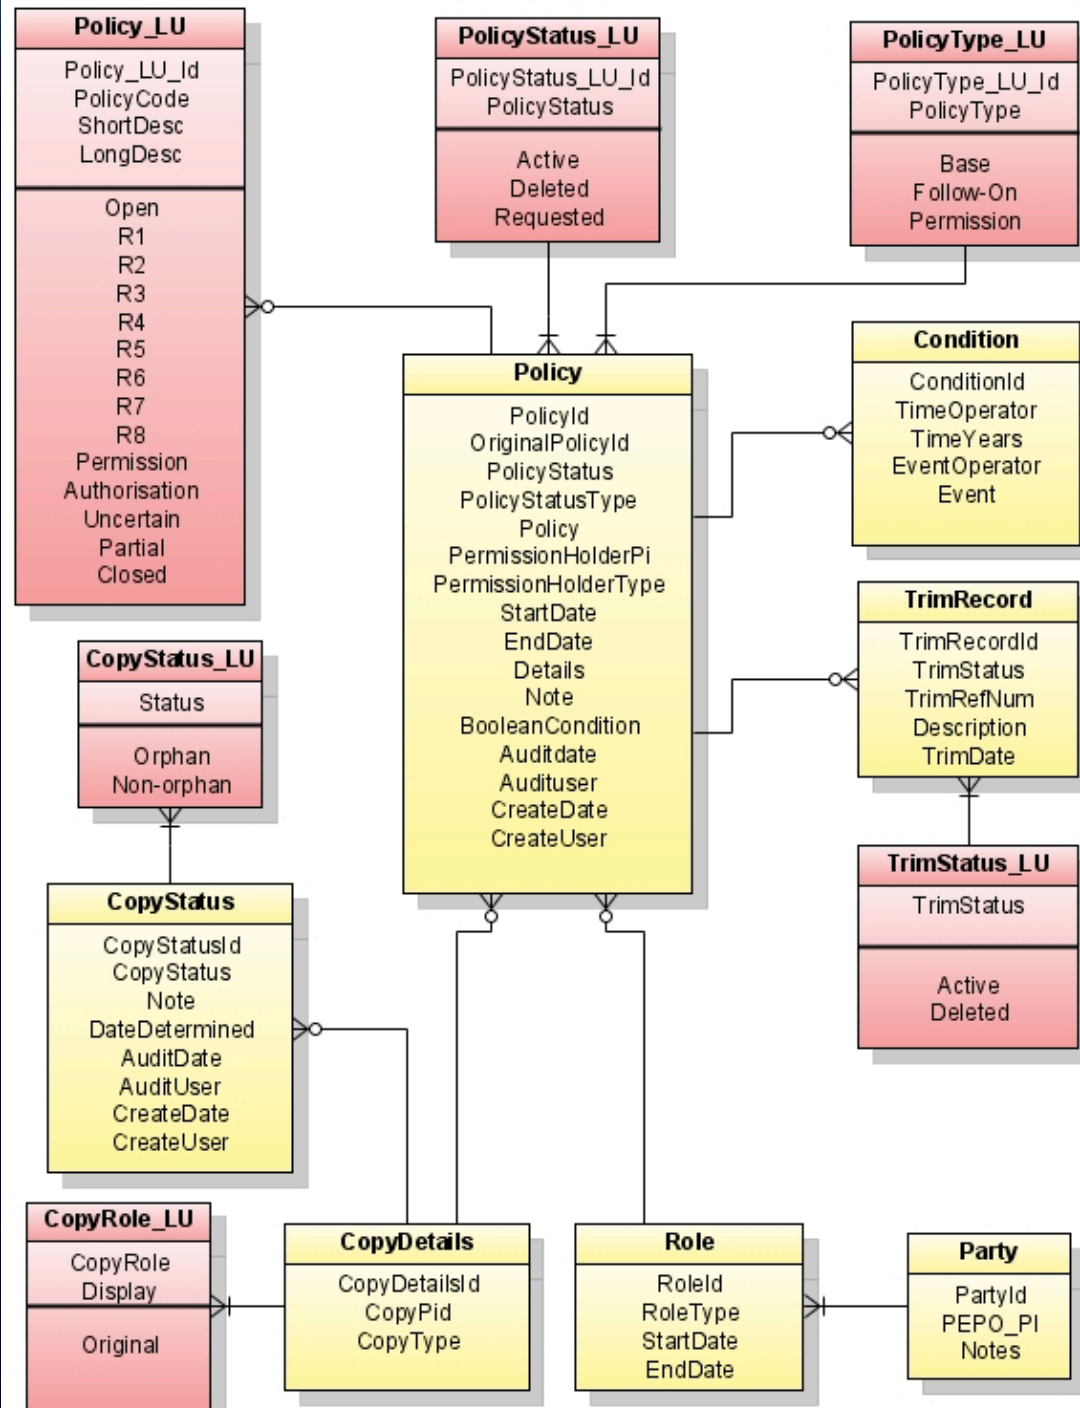 Policy_LU
Policy_LU_Id
PolicyCode
ShortDesc
LongDesc
Open
R1
R2
R3
R4
R5
R6
R7
R8
Permission
Authorisation
Uncertain
Partial
Closed
PolicyStatus_LU
PolicyStatus_LU_Id
PolicyStatus
Active
Deleted
Requested
PolicyType_LU
PolicyType_LU_Id
PolicyType
Base
Follow-On
Permission
Policy
PolicyId
OriginalPolicyId
PolicyStatus
PolicyStatusType
Policy
PermissionHolderPi
PermissionHolderType
StartDate
EndDate
Details
Note
BooleanCondition
Auditdate
Audituser
CreateDate
CreateUser
Condition
ConditionId
TimeOperator
TimeYears
EventOperator
Event
TrimRecord
TrimRecordId
TrimStatus
TrimRefNum
Description
TrimDate
TrimStatus_LU
TrimStatus
Active
Deleted
CopyStatus_LU
Status
Orphan
Non-orphan
CopyStatus
CopyStatusId
CopyStatus
Note
DateDetermined
AuditDate
AuditUser
CreateDate
CreateUser
CopyRole_LU
CopyRole
Display
Original
CopyDetails
CopyDetailsId
CopyPid
CopyType
Role
RoleId
RoleType
StartDate
EndDate
Party
PartyId
PEPO_PI
Notes